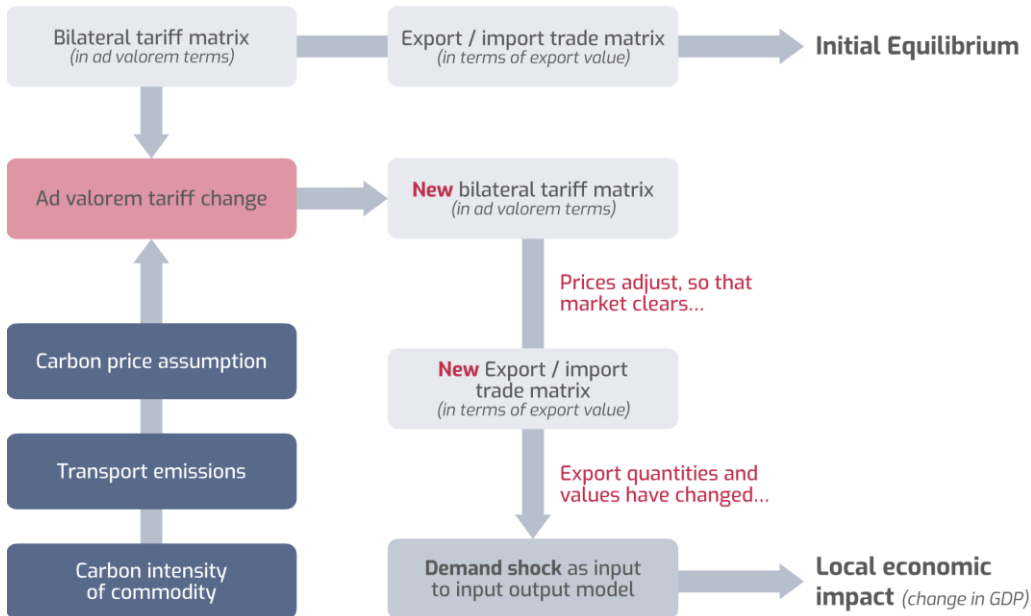 Bilateral tariff matrix
(in ad valorem terms)
Export / import trade matrix
(in terms of export value)
Initial Equilibrium
Ad valorem tariff change
New bilateral tariff matrix
(in ad valorem terms)
Prices adjust, so that
market clears...
Carbon price assumption
New Export / import
trade matrix
(in terms of export value)
Transport emissions
Export quantities and
values have changed...
Carbon intensity
of commodity
Demand shock as input
to input output model
Local economic
impact (change in GDP)